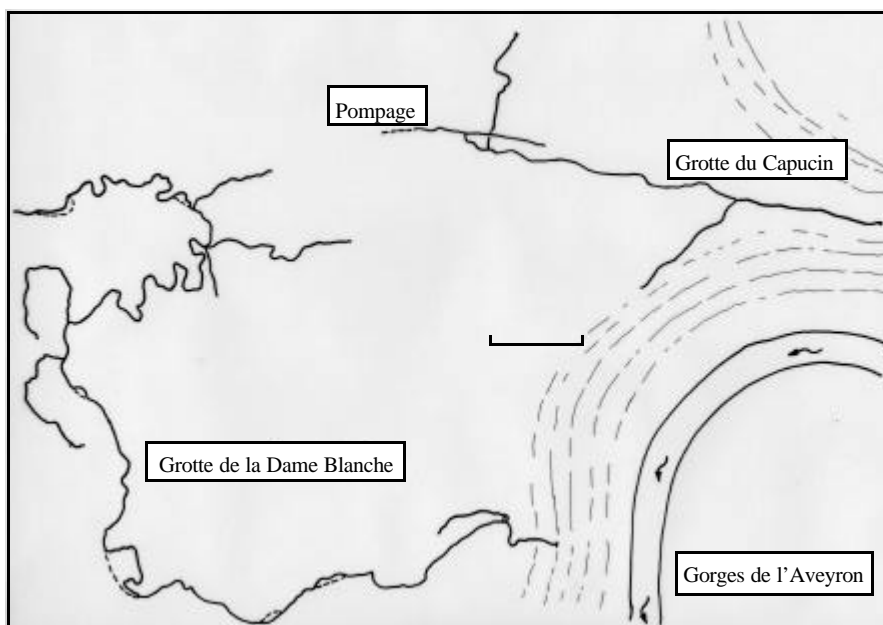 Pompage
Grotte du Capucin
Grotte de la Dame Blanche
Gorges de l’Aveyron